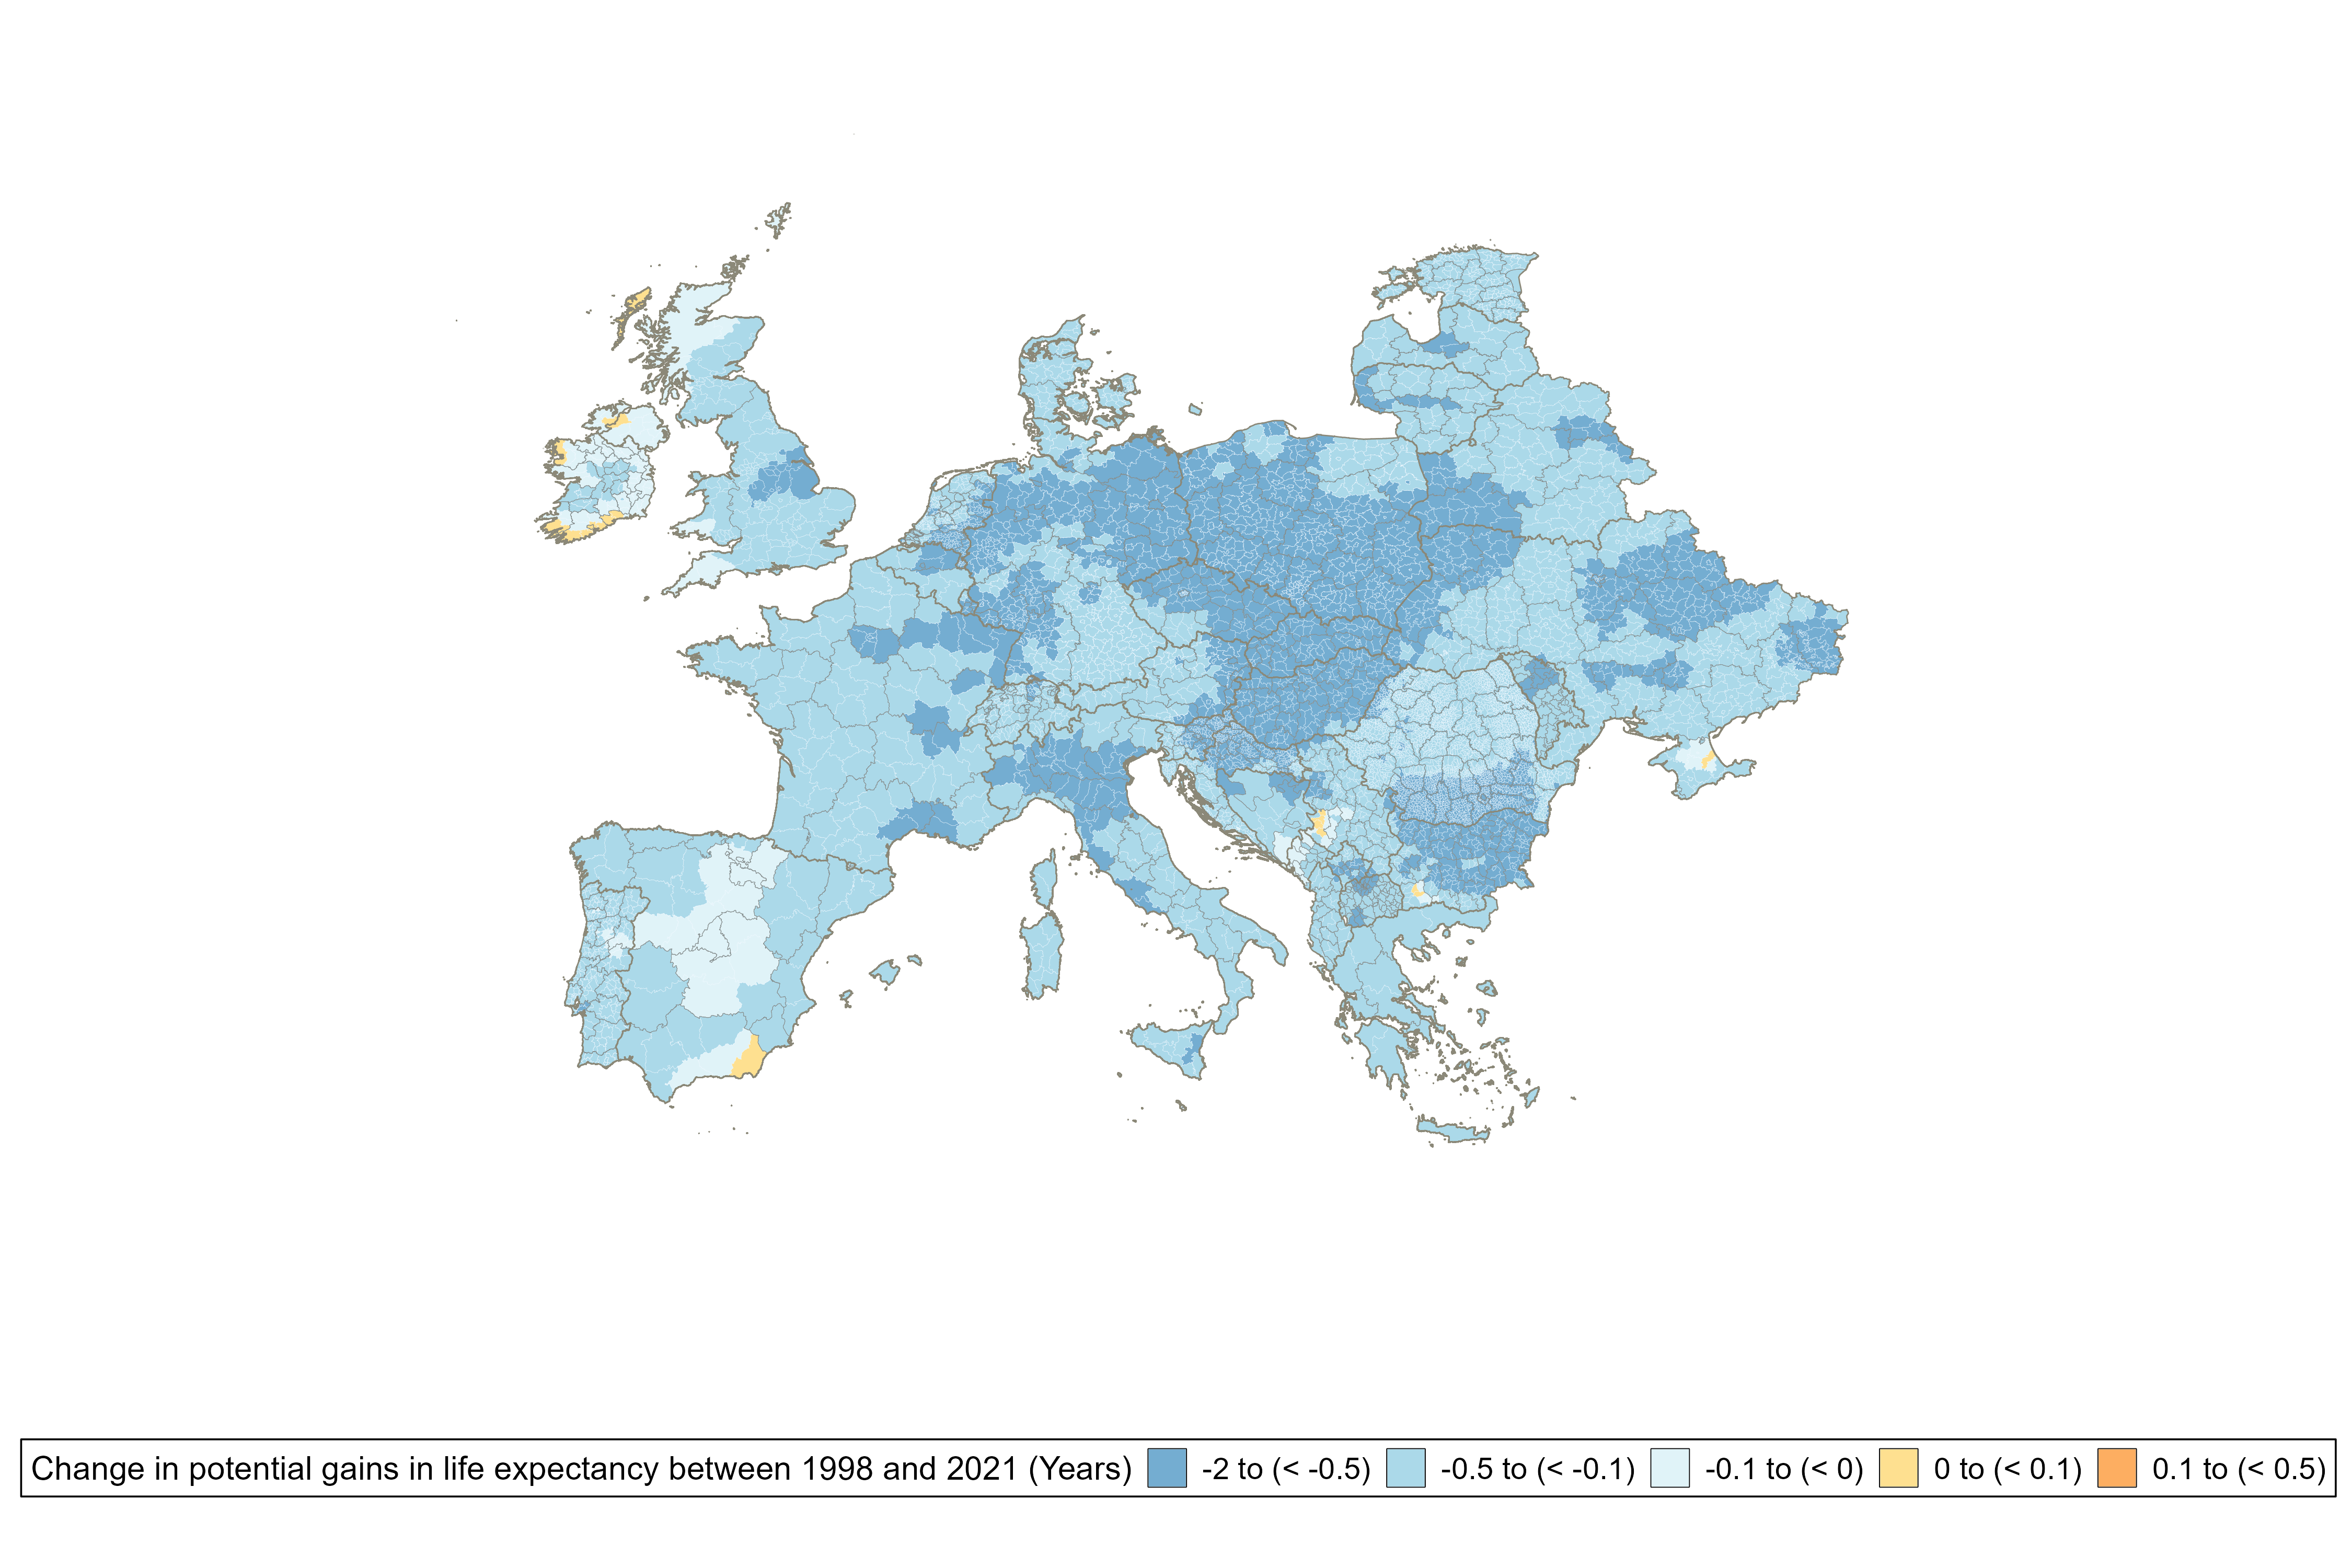 Change in potential gains in life expectancy between 1998 and 2021 (Years) -2 to (< -0.5) -0.5 to (< -0.1) -0.1 to (< 0) 0 to (< 0.1) 0.1 to (< 0.5)